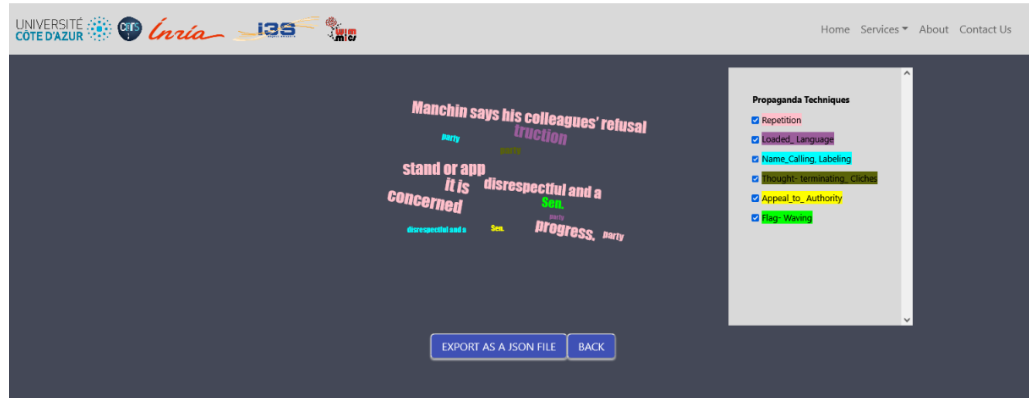 UNIVERSITÉ
CÔTE D'AZUR
cnrs
Inria
i3S
wimmics
Home Services About Contact Us
Manchin says his colleagues' refusal
truction
party
party
stand or app
it is
disrespectful and a
concerned
Sen.
party
disrespectful and a
Sen.
progress,
party
Propaganda Techniques
Repetition
Loaded_ Language
Name_Calling, Labeling
Thought- terminating_ Cliches
Appeal_to_ Authority
Flag- Waving
EXPORT AS A JSON FILE
BACK